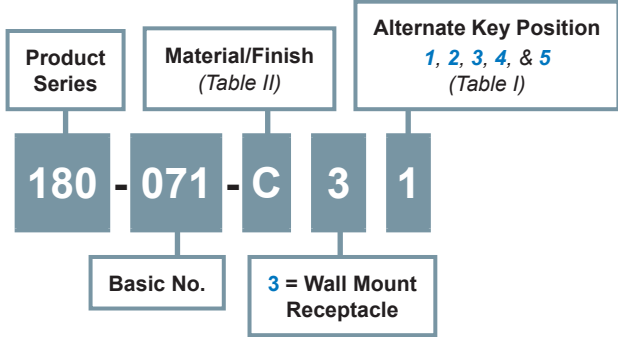 Product
Series
Material/Finish
(Table II)
Alternate Key Position
1, 2, 3, 4, & 5
(Table I)
180 - 071 - C 3 1
Basic No.
3 = Wall Mount
Receptacle